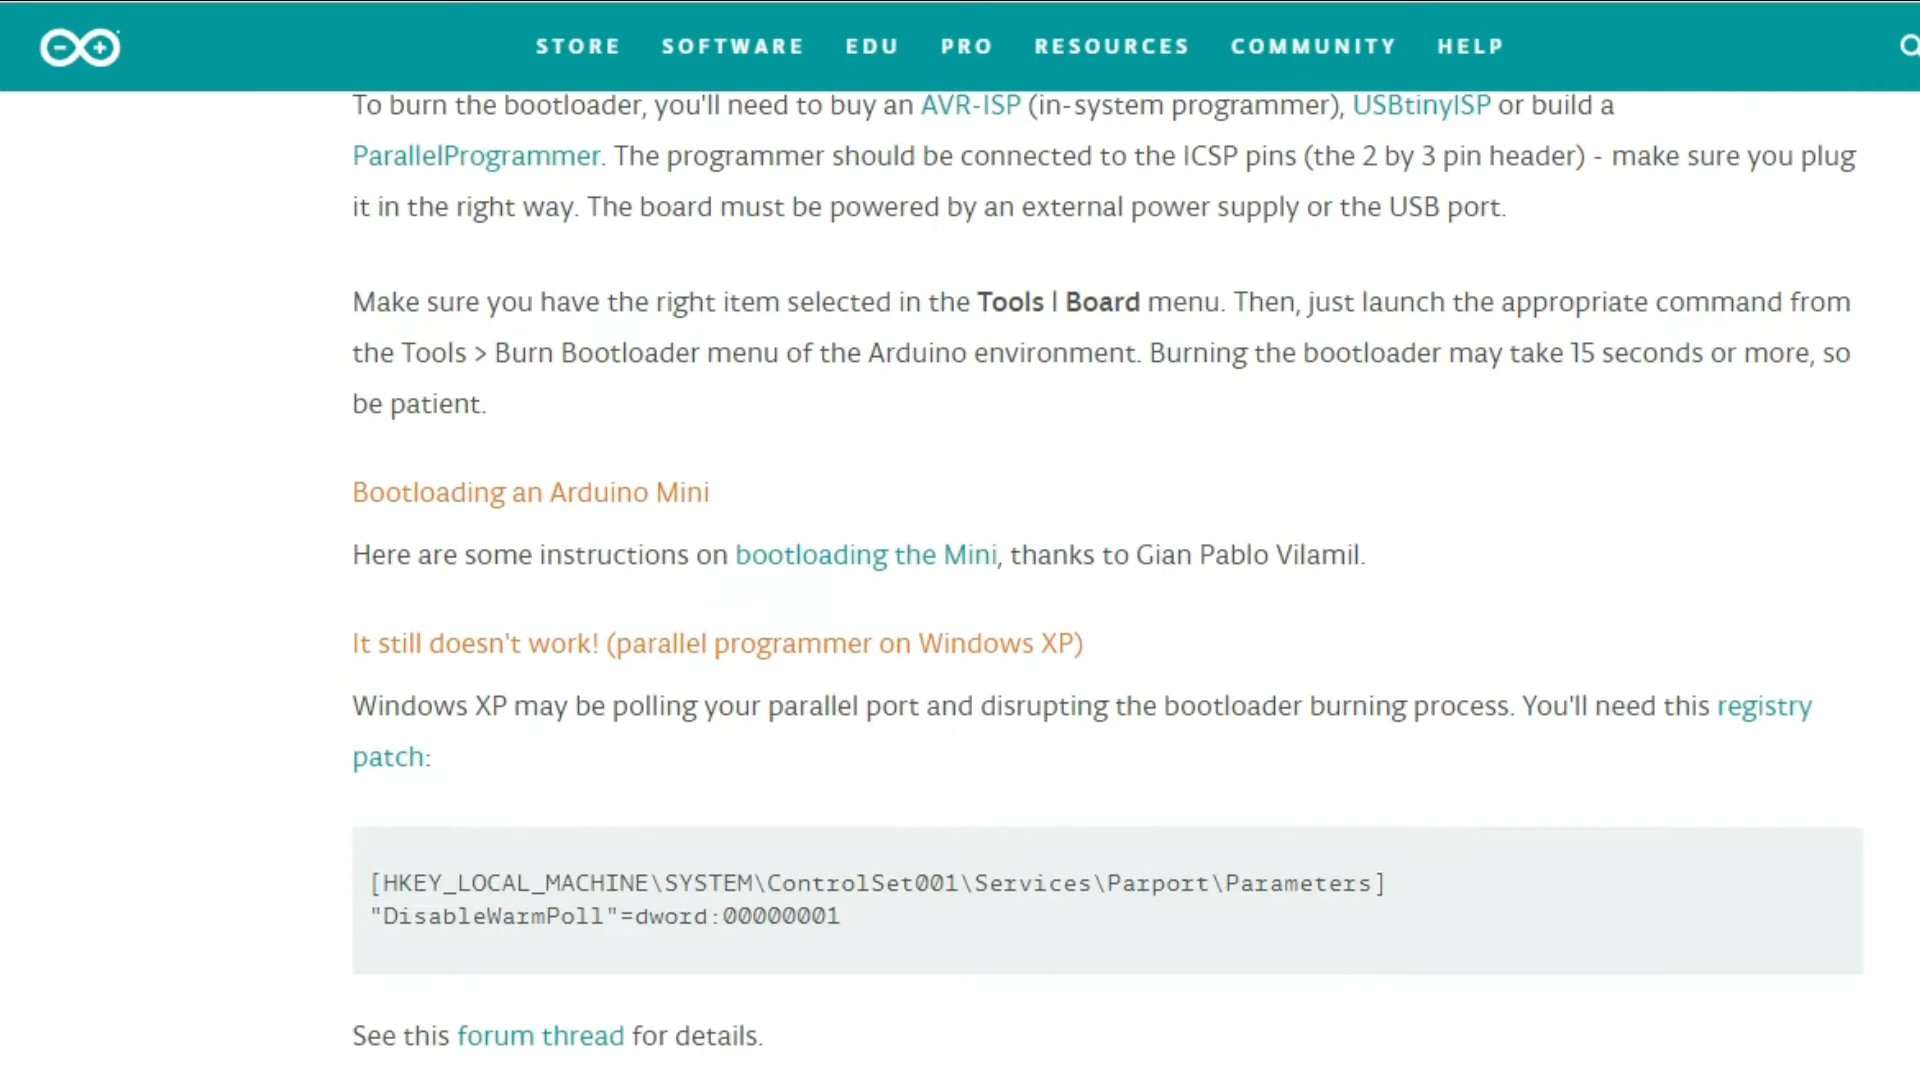 STORE SOFTWARE EDU PRO RESOURCES COMMUNITY HELP
To burn the bootloader, you'll need to buy an AVR-ISP (in-system programmer), USBtinyISP or build a
ParallelProgrammer. The programmer should be connected to the ICSP pins (the 2 by 3 pin header) - make sure you plug
it in the right way. The board must be powered by an external power supply or the USB port.
Make sure you have the right item selected in the Tools | Board menu. Then, just launch the appropriate command from
the Tools > Burn Bootloader menu of the Arduino environment. Burning the bootloader may take 15 seconds or more, so
be patient.
Bootloading an Arduino Mini
Here are some instructions on bootloading the Mini, thanks to Gian Pablo Vilamil.
It still doesn't work! (parallel programmer on Windows XP)
Windows XP may be polling your parallel port and disrupting the bootloader burning process. You'll need this registry
patch:
[HKEY_LOCAL_MACHINE\SYSTEM\ControlSet001\Services\Parport\Parameters]
"DisableWarmPoll"=dword:00000001
See this forum thread for details.